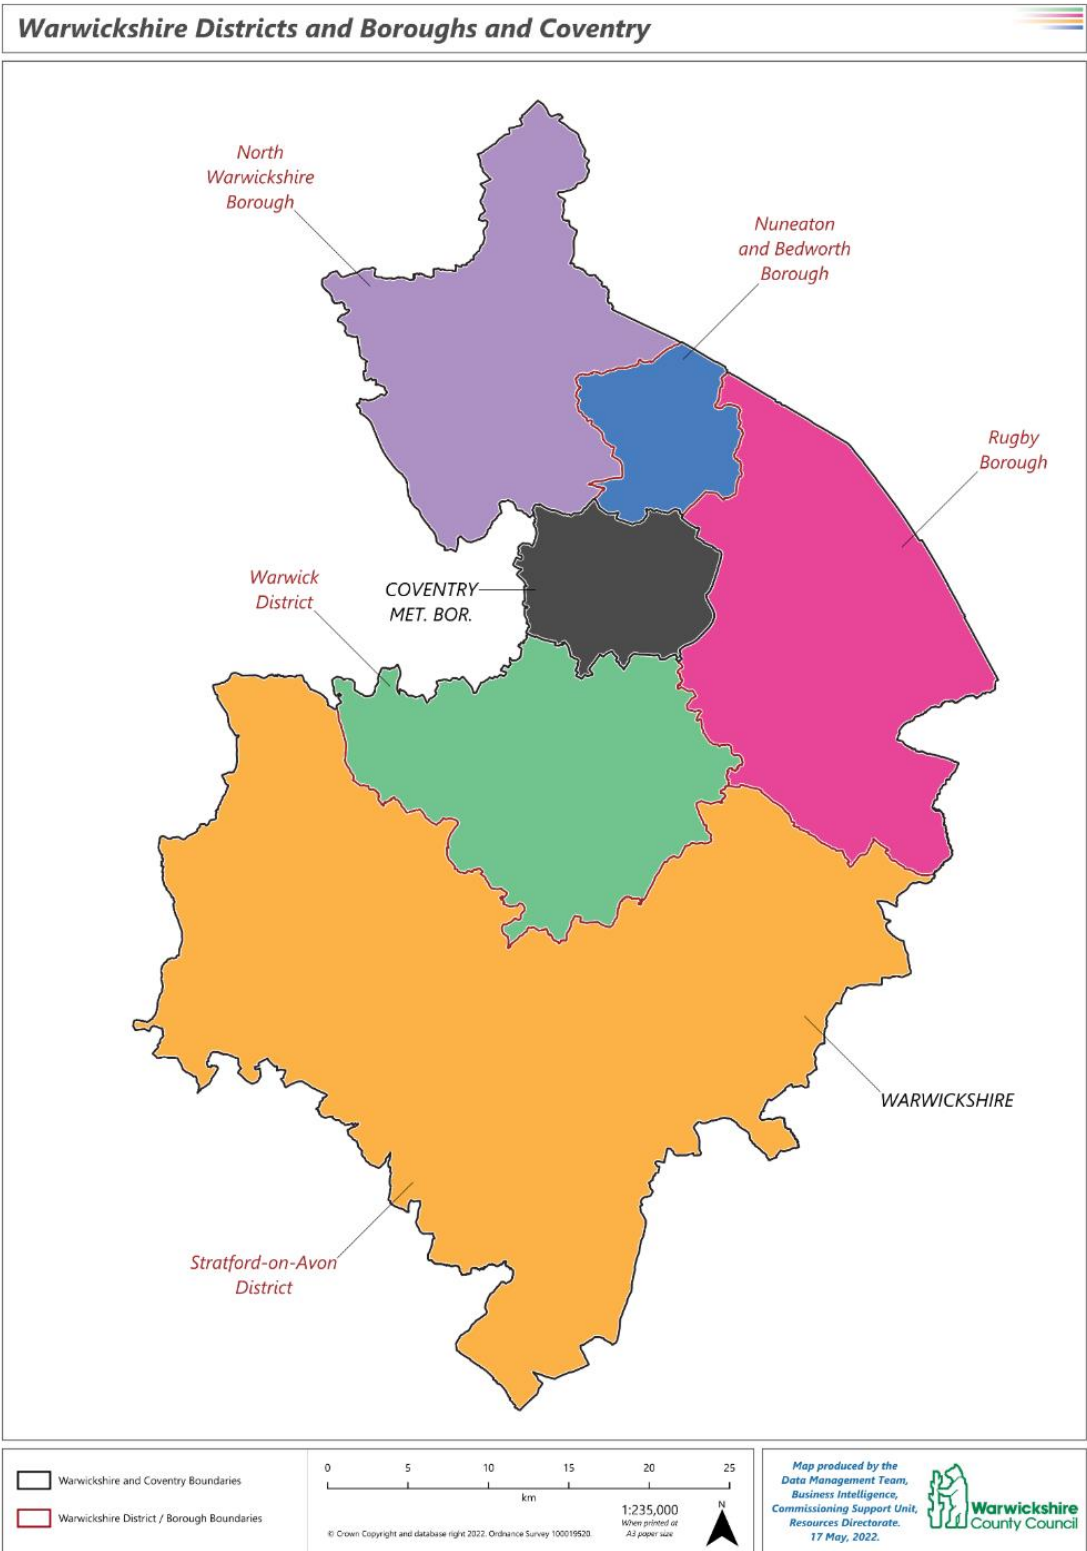 Warwickshire Districts and Boroughs and Coventry
North
Warwickshire
Borough
Nuneaton
and Bedworth
Borough
Rugby
Borough
Warwick
District
COVENTRY
MET. BOR.
WARWICKSHIRE
Stratford-on-Avon
District
Warwickshire and Coventry Boundaries
Warwickshire District / Borough Boundaries
0 5 10 15 20 25
km
1:235,000
When printed at
A3 paper size
N
© Crown Copyright and database right 2022. Ordnance Survey 100019520.
Map produced by the
Data Management Team,
Business Intelligence,
Commissioning Support Unit,
Resources Directorate.
17 May, 2022.
Warwickshire
County Council